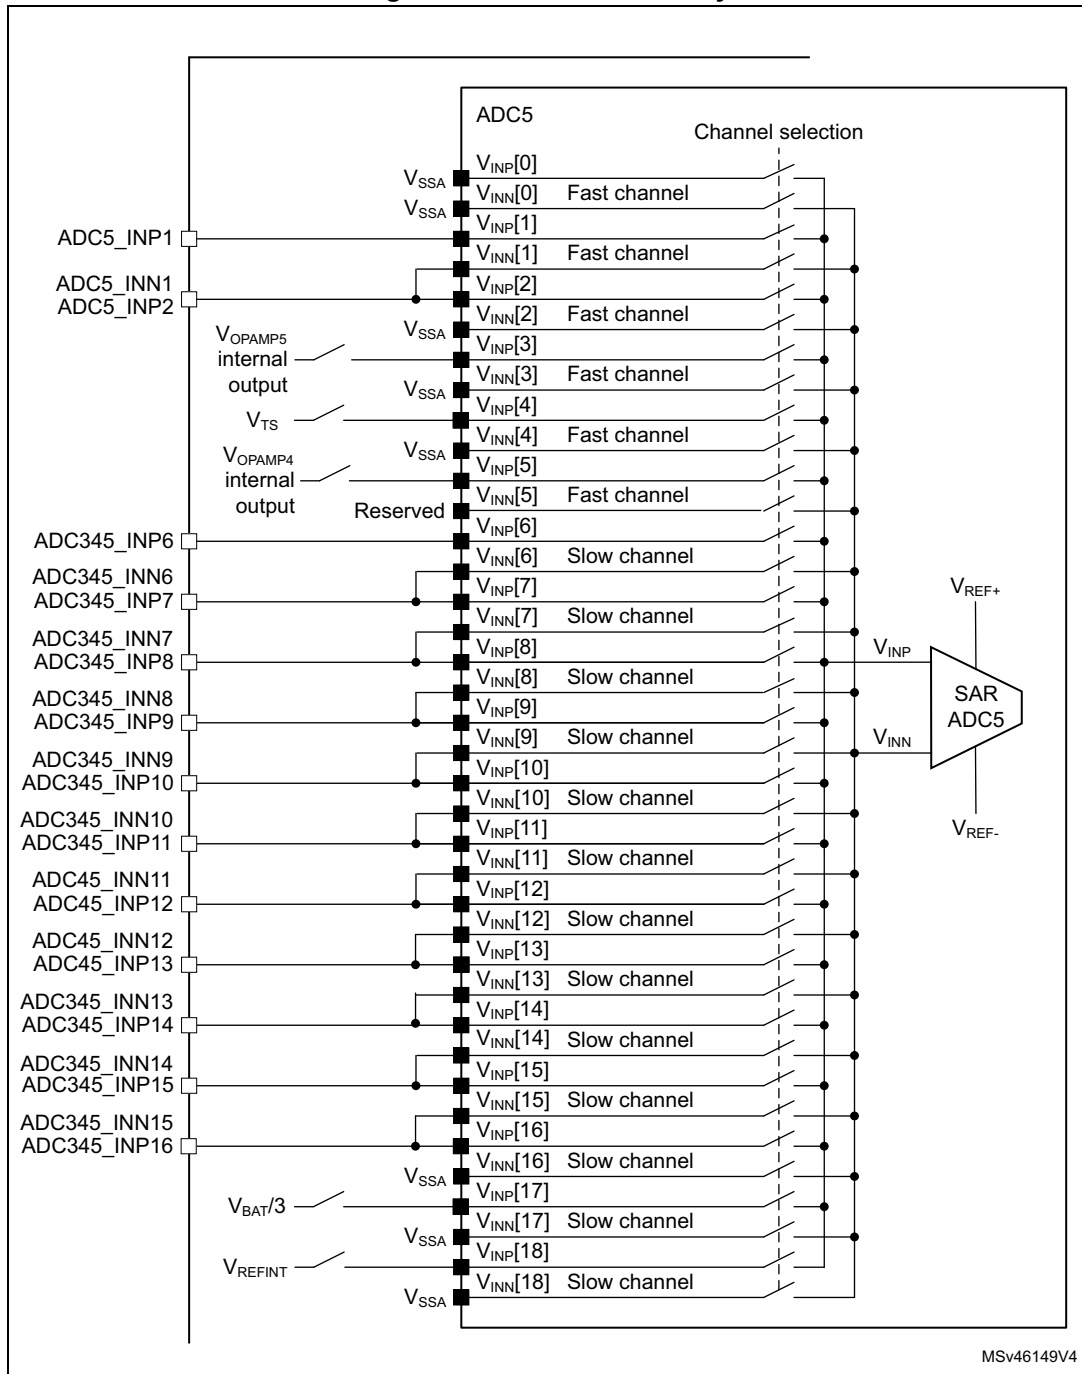 ADC5
Channel selection
VSSA
VINP[0]
VSSA
VINN[0] Fast channel
ADC5_INP1
VINP[1]
VINN[1] Fast channel
ADC5_INN1
ADC5_INP2
VINP[2]
VSSA
VINN[2] Fast channel
VOPAMP5
internal
output
VINP[3]
VSSA
VINN[3] Fast channel
VTS
VINP[4]
VSSA
VINN[4] Fast channel
VOPAMP4
internal
output
VINP[5]
Reserved
VINN[5] Fast channel
ADC345_INP6
VINP[6]
VINN[6] Slow channel
ADC345_INN6
ADC345_INP7
VINP[7]
VINN[7] Slow channel
ADC345_INN7
ADC345_INP8
VINP[8]
VINN[8] Slow channel
ADC345_INN8
ADC345_INP9
VINP[9]
VINN[9] Slow channel
ADC345_INN9
ADC345_INP10
VINP[10]
VINN[10] Slow channel
ADC345_INN10
ADC345_INP11
VINP[11]
VINN[11] Slow channel
ADC45_INN11
ADC45_INP12
VINP[12]
VINN[12] Slow channel
ADC45_INN12
ADC45_INP13
VINP[13]
VINN[13] Slow channel
ADC345_INN13
ADC345_INP14
VINP[14]
VINN[14] Slow channel
ADC345_INN14
ADC345_INP15
VINP[15]
VINN[15] Slow channel
ADC345_INN15
ADC345_INP16
VINP[16]
VSSA
VINN[16] Slow channel
VBAT/3
VINP[17]
VSSA
VINN[17] Slow channel
VREFINT
VINP[18]
VSSA
VINN[18] Slow channel
VREF+
VINP
SAR
ADC5
VINN
VREF-
MSv46149V4